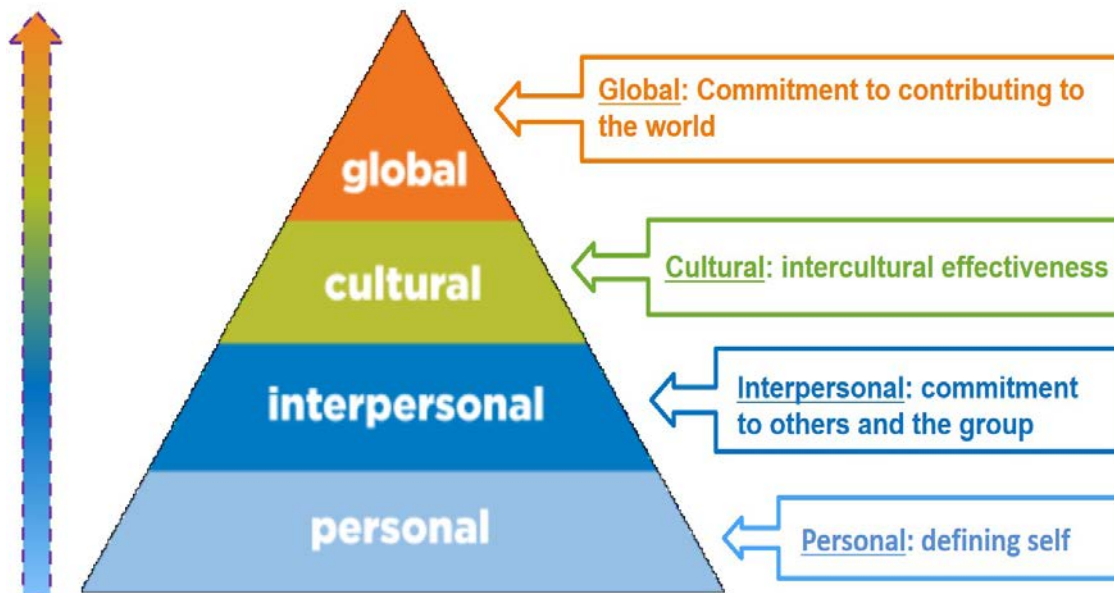 global
Global: Commitment to contributing to
the world
cultural
Cultural: intercultural effectiveness
interpersonal
Interpersonal: commitment
to others and the group
personal
Personal: defining self